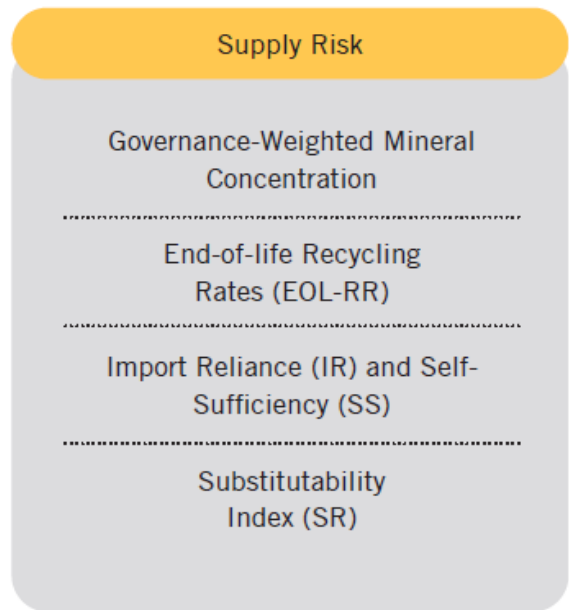 Supply Risk
Governance-Weighted Mineral
Concentration
End-of-life Recycling
Rates (EOL-RR)
Import Reliance (IR) and Self-
Sufficiency (SS)
Substitutability
Index (SR)